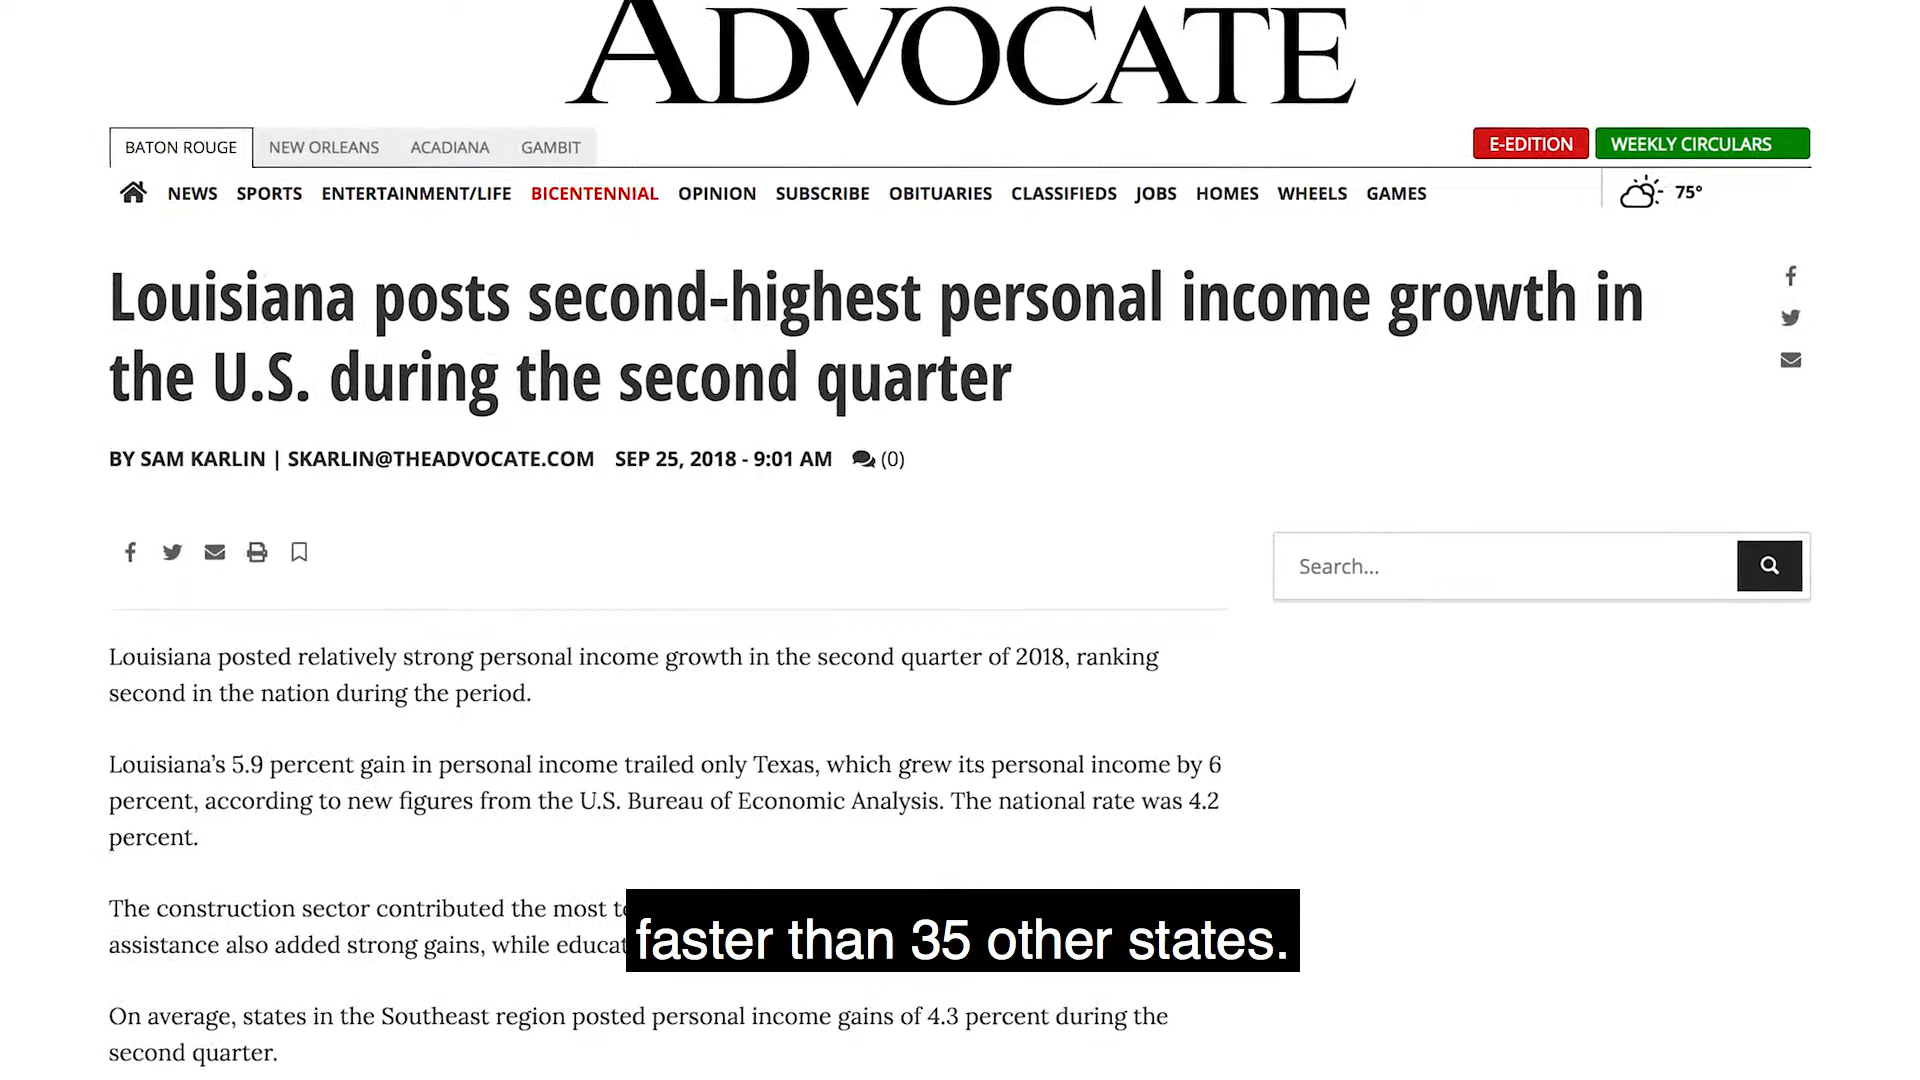 ADVOCATE
BATON ROUGE NEW ORLEANS ACADIANA GAMBIT
E-EDITION WEEKLY CIRCULARS
NEWS SPORTS ENTERTAINMENT/LIFE BICENTENNIAL OPINION SUBSCRIBE OBITUARIES CLASSIFIEDS JOBS HOMES WHEELS GAMES 75°
Louisiana posts second-highest personal income growth in
the U.S. during the second quarter
BY SAM KARLIN | SKARLIN@THEADVOCATE.COM SEP 25, 2018 - 9:01 AM (0)
Search...
Louisiana posted relatively strong personal income growth in the second quarter of 2018, ranking
second in the nation during the period.
Louisiana’s 5.9 percent gain in personal income trailed only Texas, which grew its personal income by 6
percent, according to new figures from the U.S. Bureau of Economic Analysis. The national rate was 4.2
percent.
The construction sector contributed the most
assistance also added strong gains, while
faster than 35 other states.
On average, states in the Southeast region posted personal income gains of 4.3 percent during the
second quarter.